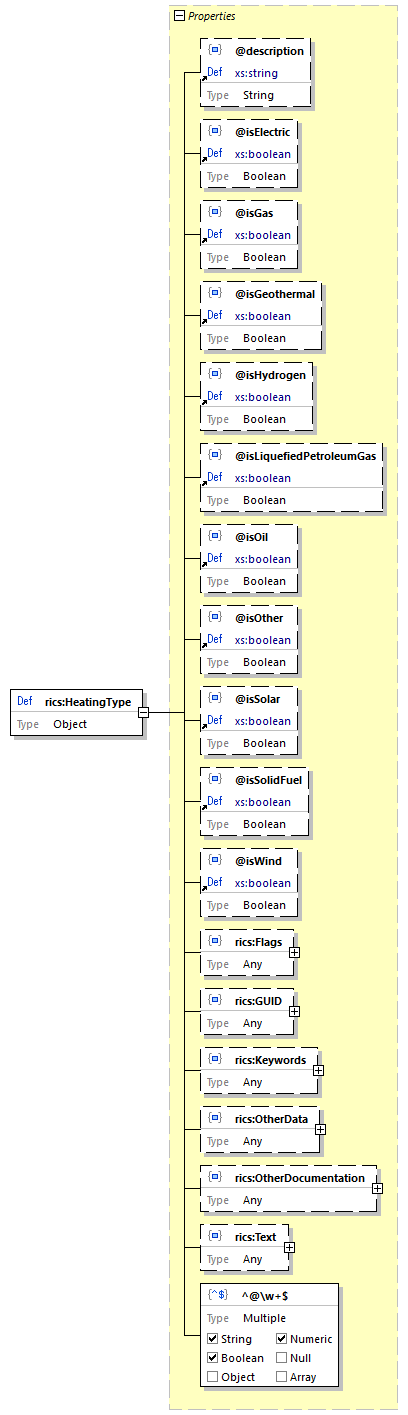 Properties
@description
Def xs:string
Type String
@isElectric
Def xs:boolean
Type Boolean
@isGas
Def xs:boolean
Type Boolean
@isGeothermal
Def xs:boolean
Type Boolean
@isHydrogen
Def xs:boolean
Type Boolean
@isLiquefiedPetroleumGas
Def xs:boolean
Type Boolean
@isOil
Def xs:boolean
Type Boolean
@isOther
Def xs:boolean
Type Boolean
Def rics:HeatingType
Type Object
@isSolar
Def xs:boolean
Type Boolean
@isSolidFuel
Def xs:boolean
Type Boolean
@isWind
Def xs:boolean
Type Boolean
rics:Flags
Type Any
rics:GUID
Type Any
rics:Keywords
Type Any
rics:OtherData
Type Any
rics:OtherDocumentation
Type Any
rics:Text
Type Any
{^$} ^@\w+$
Type Multiple
String Numeric
Boolean Null
Object Array